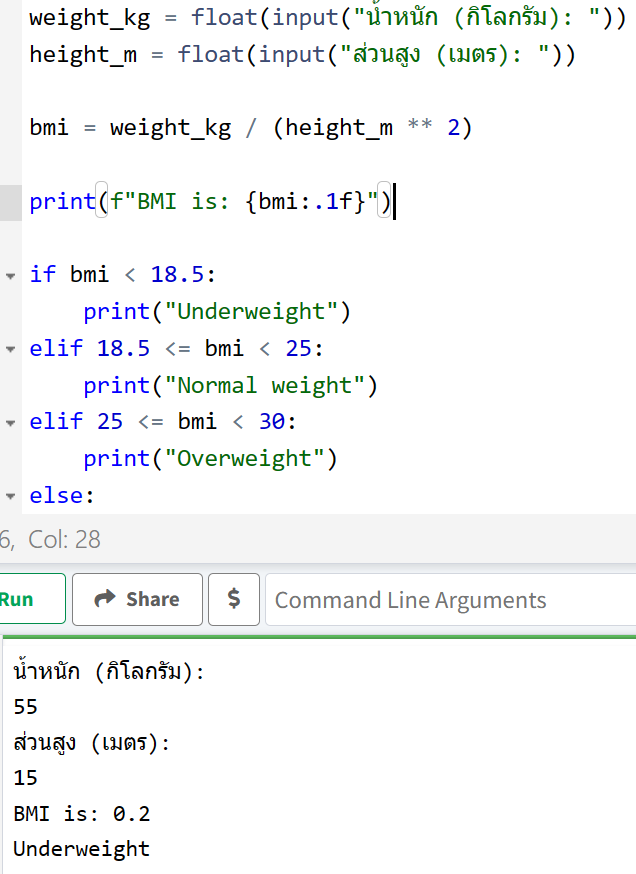 weight_kg = float(input("น้ำหนัก (กิโลกรัม): "))
height_m = float(input("ส่วนสูง (เมตร): "))
bmi = weight_kg / (height_m ** 2)
print(f"BMI is: {bmi:.1f}")
if bmi < 18.5:
    print("Underweight")
elif 18.5 <= bmi < 25:
    print("Normal weight")
elif 25 <= bmi < 30:
    print("Overweight")
else:
6, Col: 28
Run Share $ Command Line Arguments
น้ำหนัก (กิโลกรัม):
55
ส่วนสูง (เมตร):
15
BMI is: 0.2
Underweight